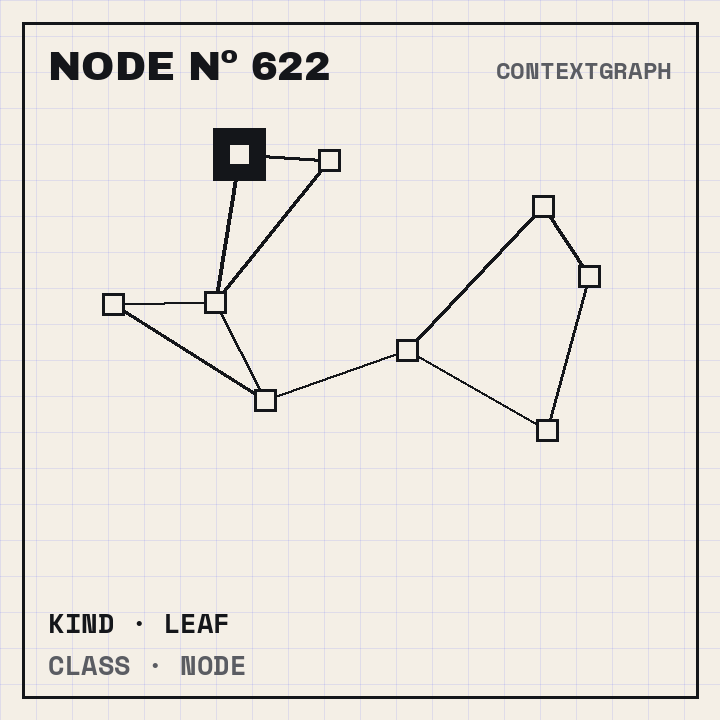 NODE Nº 622
CONTEXTGRAPH
KIND · LEAF
CLASS · NODE